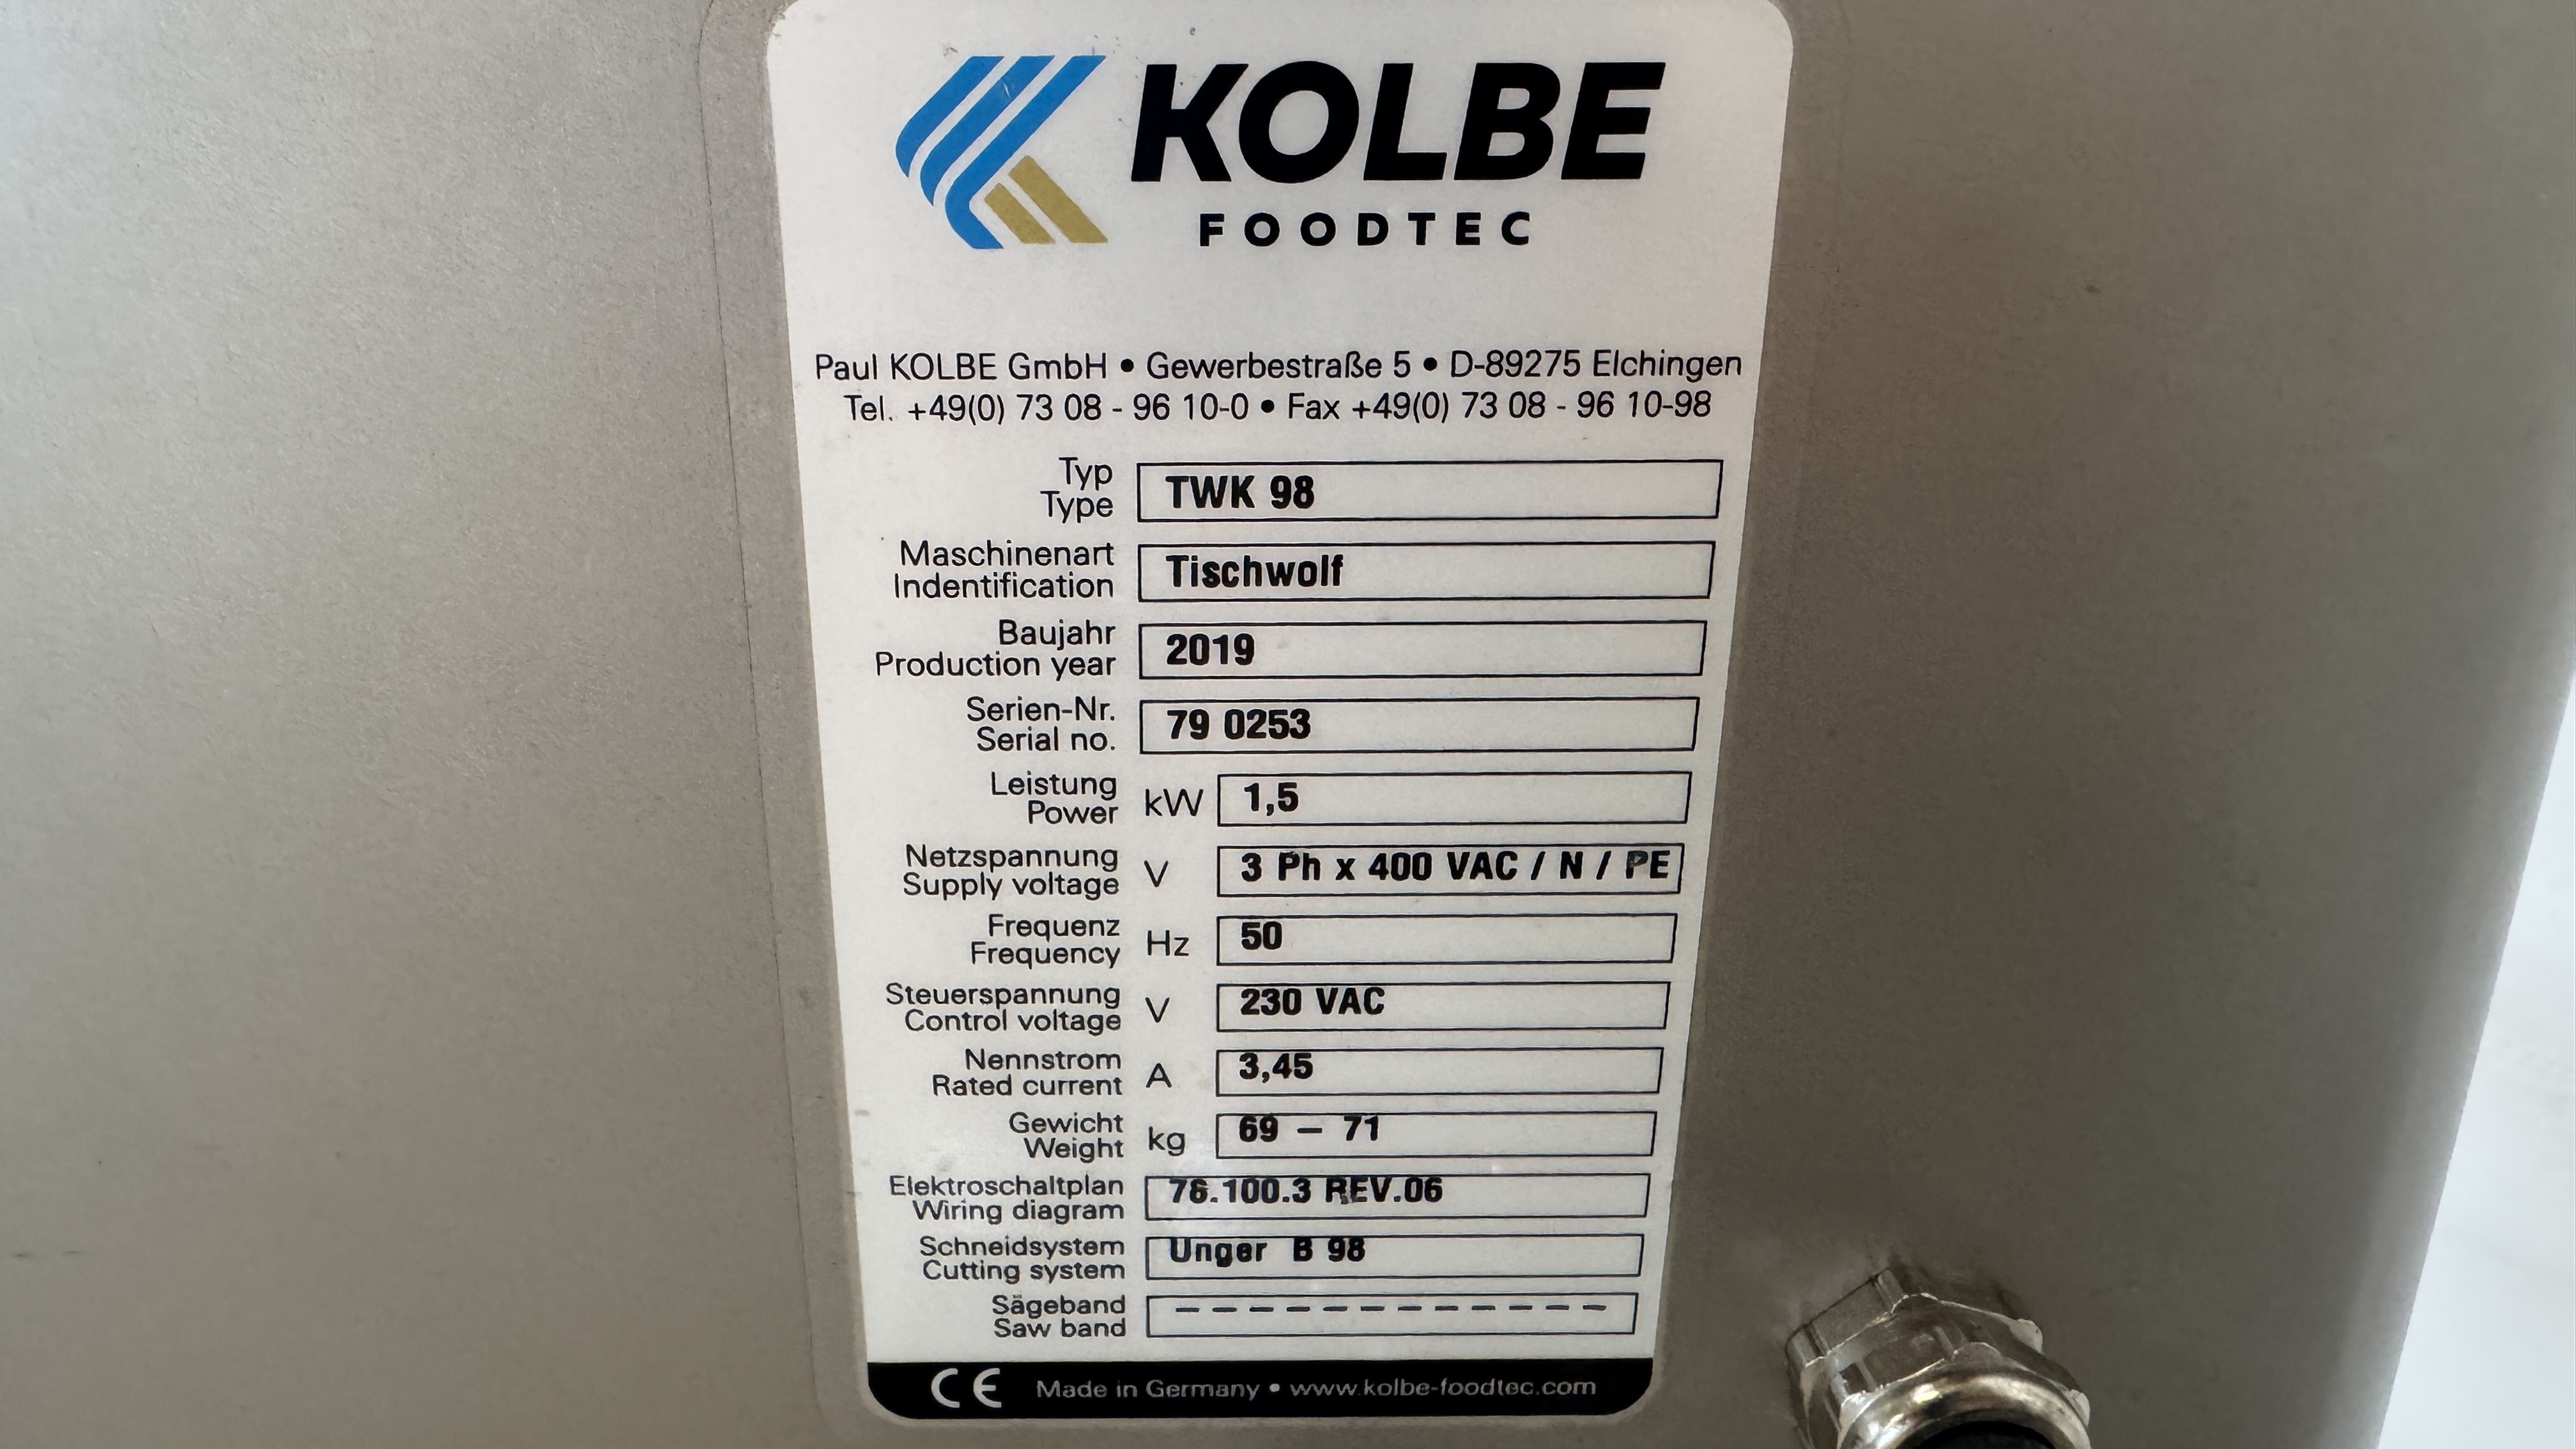 KOLBE
FOODTEC
Paul KOLBE GmbH • Gewerbestraße 5 • D-89275 Elchingen
Tel. +49(0) 73 08 - 96 10-0 • Fax +49(0) 73 08 - 96 10-98
Typ
Type
TWK 98
Maschinenart
Indentification
Tischwolf
Baujahr
Production year
2019
Serien-Nr.
Serial no.
79 0253
Leistung
Power
kW
1,5
Netzspannung
Supply voltage
V
3 Ph x 400 VAC / N / PE
Frequenz
Frequency
Hz
50
Steuerspannung
Control voltage
V
230 VAC
Nennstrom
Rated current
A
3,45
Gewicht
Weight
kg
69 – 71
Elektroschaltplan
Wiring diagram
76.100.3 REV.06
Schneidsystem
Cutting system
Unger B 98
Sägeband
Saw band
– – – – – – – – – – – –
CE Made in Germany • www.kolbe-foodtec.com